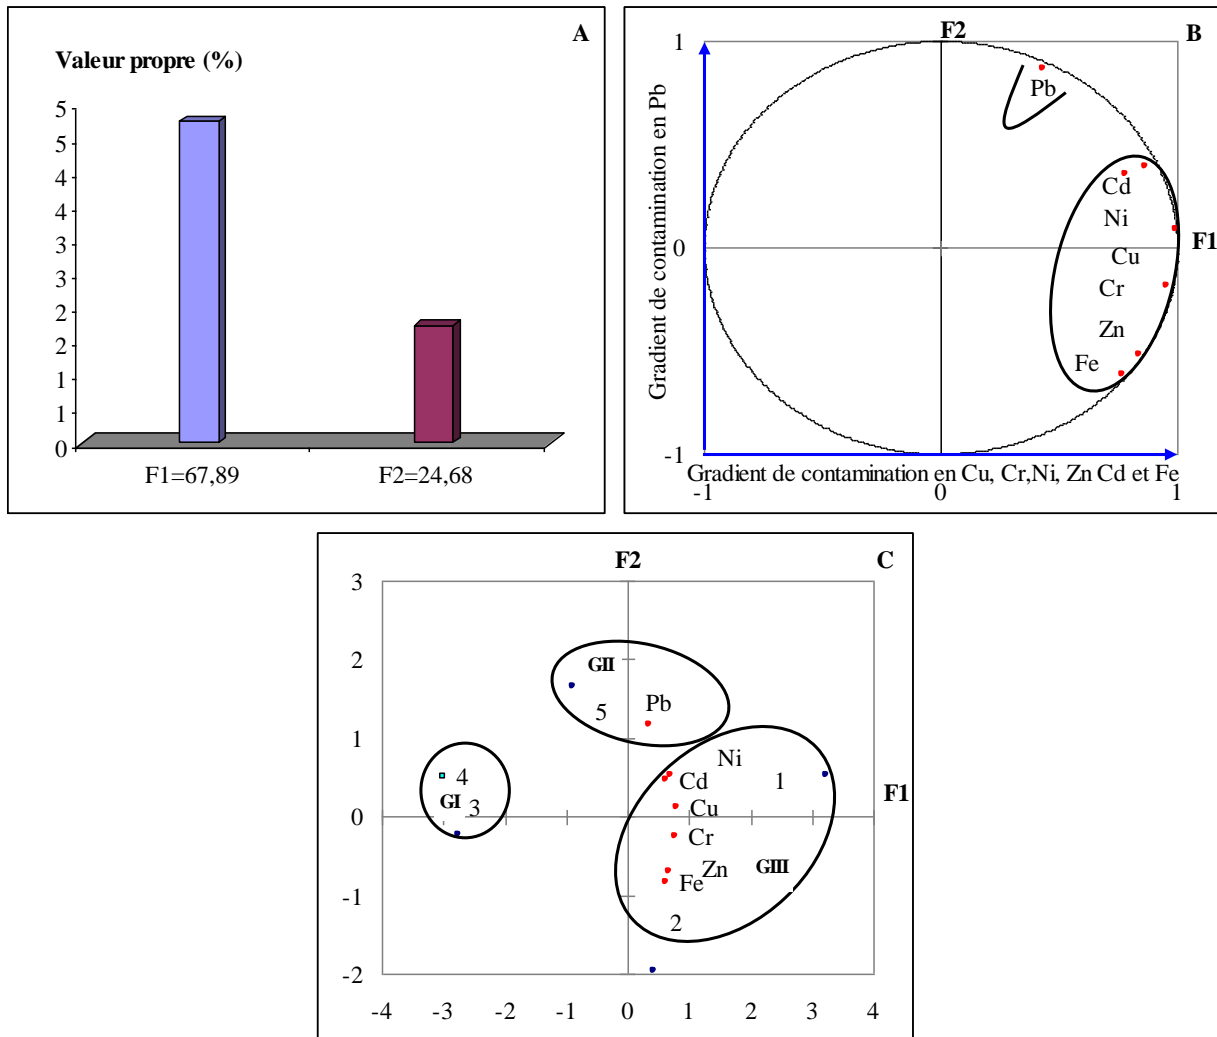 A
Valeur propre (%)
5
5
4
4
3
3
2
2
1
1
0
F1=67,89
F2=24,68
B
F2
1
Pb
Gradient de contamination en Pb
Cd
Ni
0
F1
Cu
Cr
Zn
Fe
-1
Gradient de contamination en Cu, Cr,Ni, Zn Cd et Fe
-1
0
1
F2
C
3
2
GII
5
Pb
1
Ni
4
Cd
1
GI
3
Cu
F1
0
Cr
Zn
GIII
Fe
-1
2
-2
-4
-3
-2
-1
0
1
2
3
4